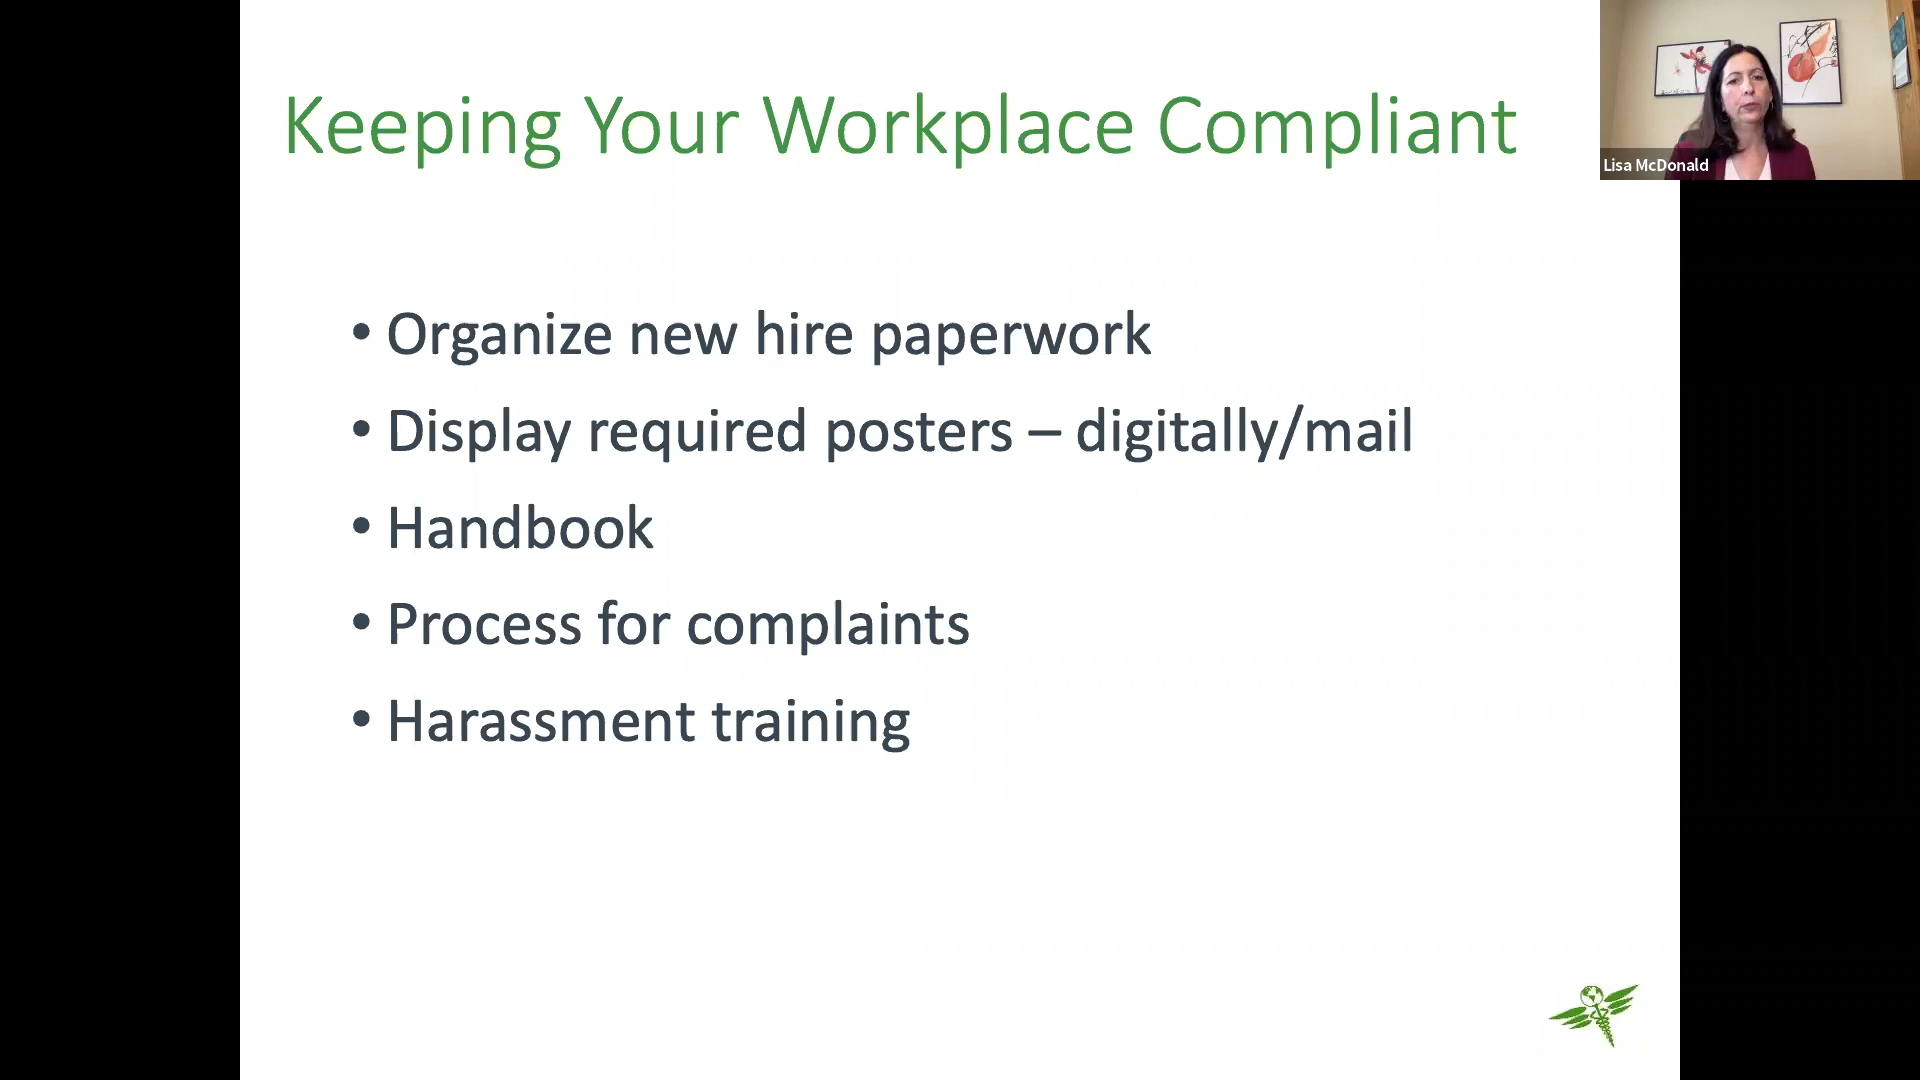 Keeping Your Workplace Compliant
Lisa McDonald
• Organize new hire paperwork
• Display required posters – digitally/mail
• Handbook
• Process for complaints
• Harassment training